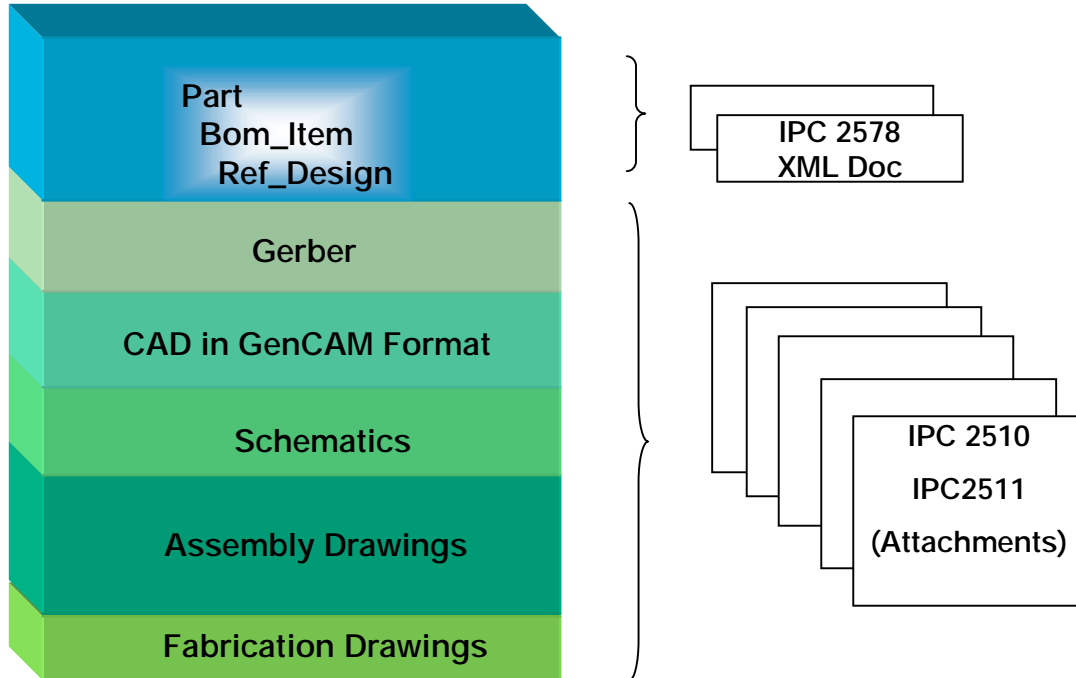 Part
Bom_Item
Ref_Design
IPC 2578
XML Doc
Gerber
CAD in GenCAM Format
Schematics
Assembly Drawings
Fabrication Drawings
IPC 2510
IPC2511
(Attachments)